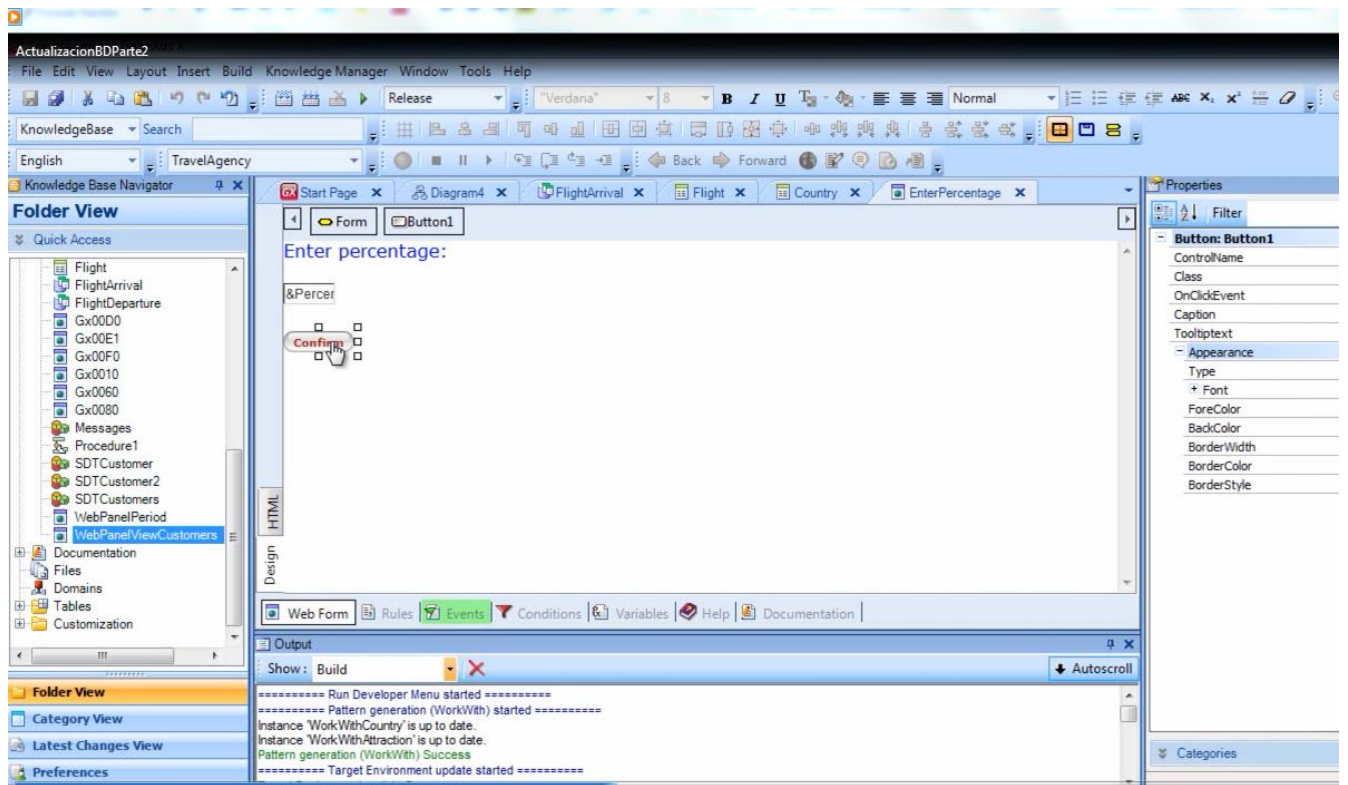 ActualizacionBDParte2
File Edit View Layout Insert Build Knowledge Manager Window Tools Help
Release "Verdana" 8 B I U Normal ABC X, x²
KnowledgeBase Search
English TravelAgency Back Forward
Knowledge Base Navigator
Folder View
Quick Access
Flight
FlightArrival
FlightDeparture
Gx00D0
Gx00E1
Gx00F0
Gx0010
Gx0060
Gx0080
Messages
Procedure1
SDTCustomer
SDTCustomer2
SDTCustomers
WebPanelPeriod
WebPanelViewCustomers
Documentation
Files
Domains
Tables
Customization
Folder View
Category View
Latest Changes View
Preferences
Start Page Diagram4 FlightArrival Flight Country EnterPercentage
Form Button1
Enter percentage:
&Percer
Confirm
HTML
Design
Web Form Rules Events Conditions Variables Help Documentation
Output
Show: Build Autoscroll
========== Run Developer Menu started ==========
========== Pattern generation (WorkWith) started ==========
Instance 'WorkWithCountry' is up to date.
Instance 'WorkWithAttraction' is up to date.
Pattern generation (WorkWith) Success
========== Target Environment update started ==========
Properties
Filter
Button: Button1
ControlName
Class
OnClickEvent
Caption
Tooltiptext
Appearance
Type
Font
ForeColor
BackColor
BorderWidth
BorderColor
BorderStyle
Categories